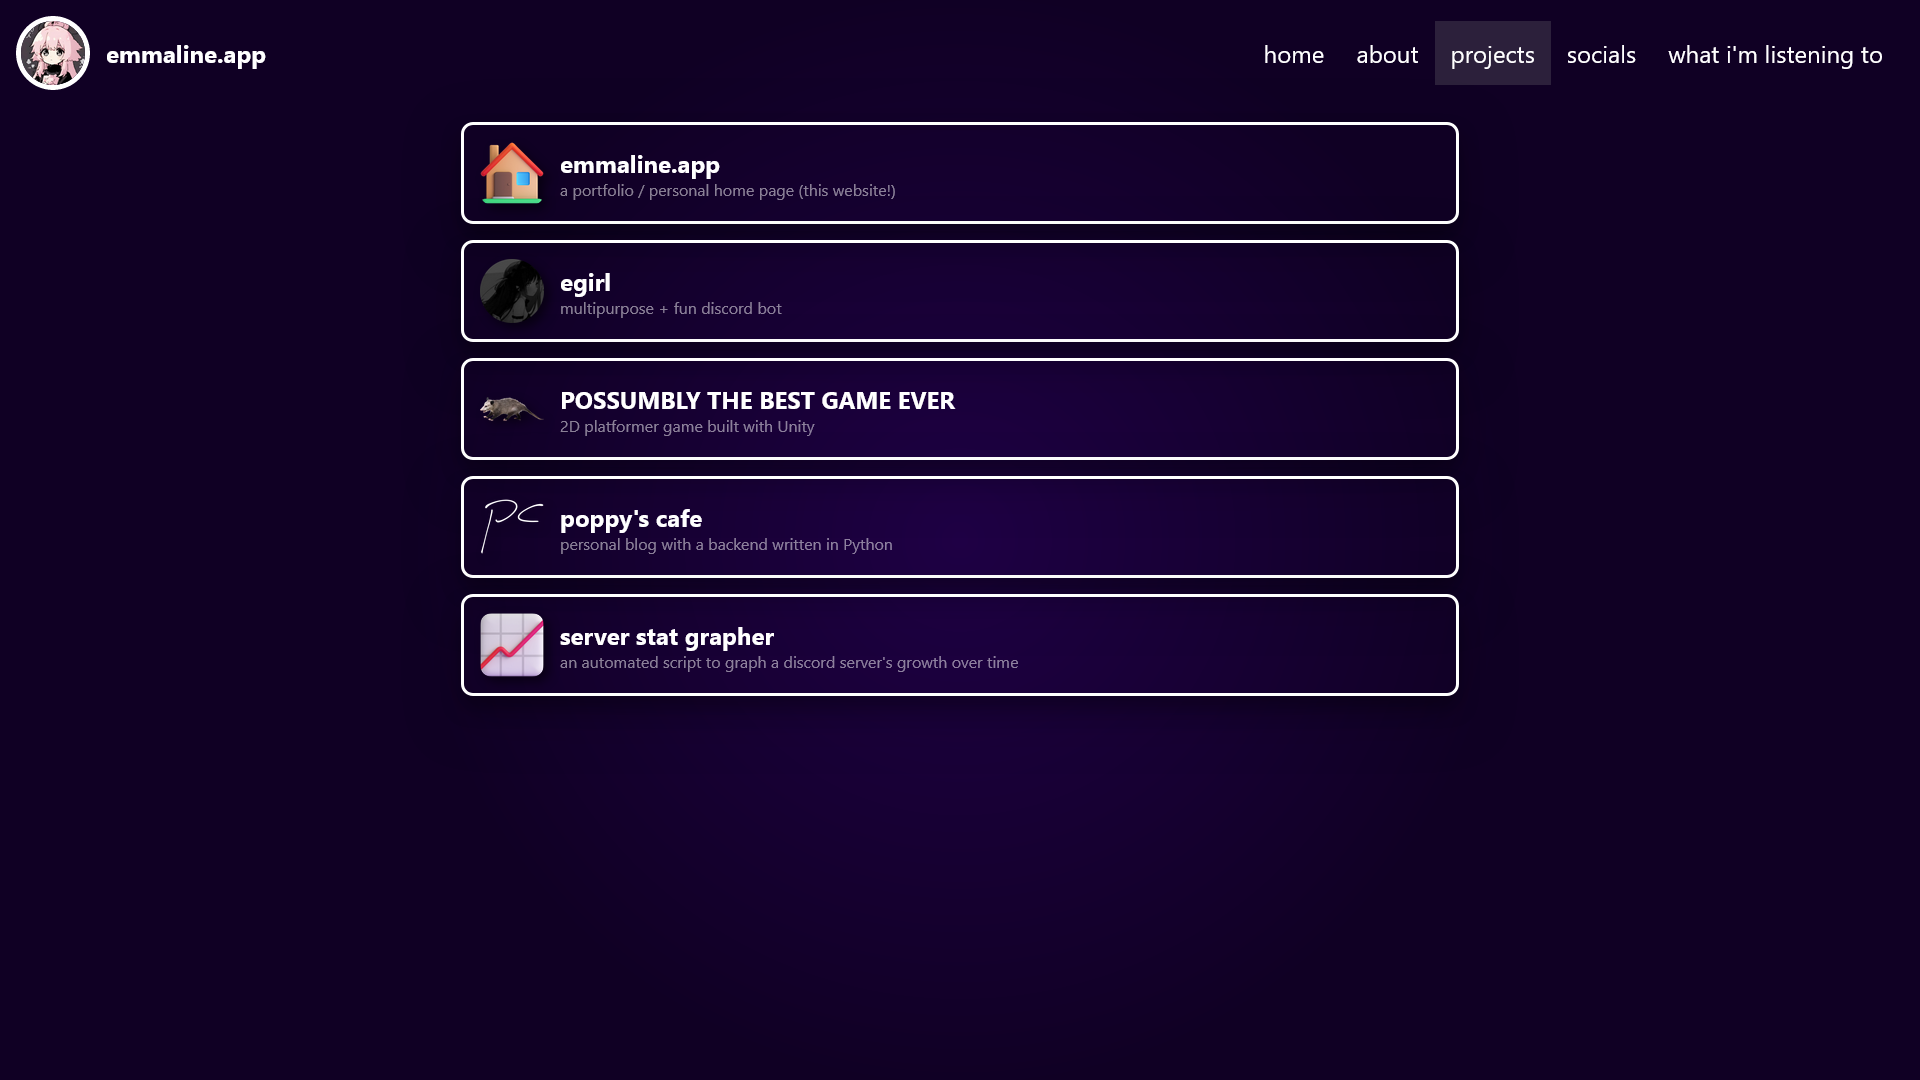 emmaline.app
home about projects socials what i'm listening to
emmaline.app
a portfolio / personal home page (this website!)
egirl
multipurpose + fun discord bot
POSSUMBLY THE BEST GAME EVER
2D platformer game built with Unity
PC
poppy's cafe
personal blog with a backend written in Python
server stat grapher
an automated script to graph a discord server's growth over time